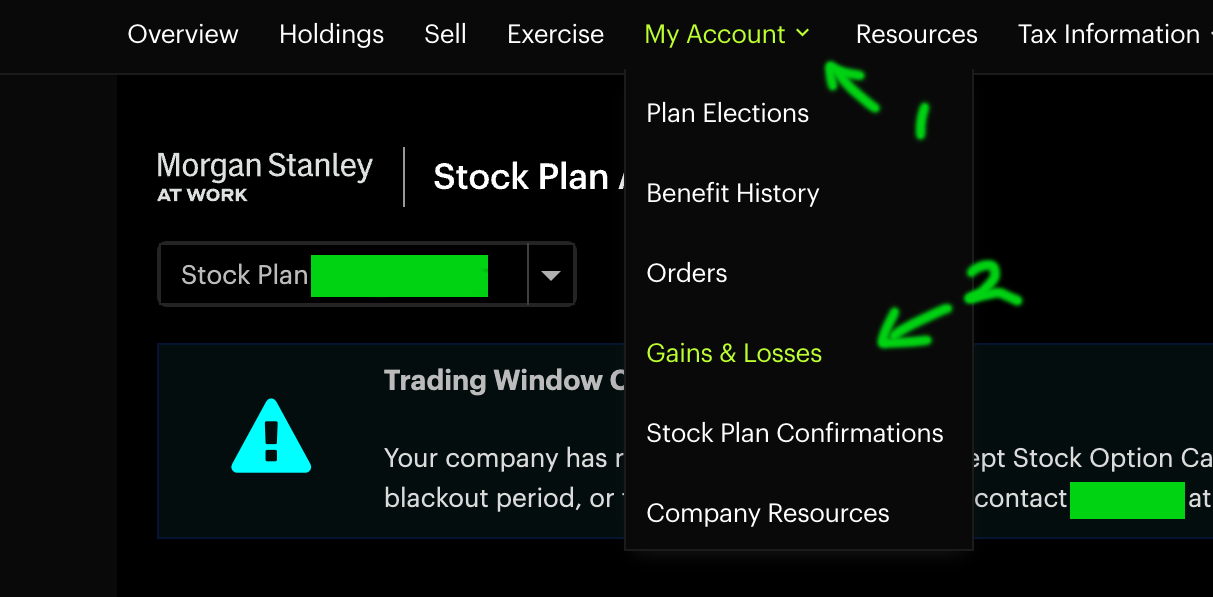 Overview Holdings Sell Exercise My Account Resources Tax Information
1
Plan Elections
Morgan Stanley
AT WORK
Stock Plan
Benefit History
Stock Plan
Orders
2
Gains & Losses
Trading Window
Stock Plan Confirmations
Your company has ept Stock Option Ca
blackout period, or contact at
Company Resources